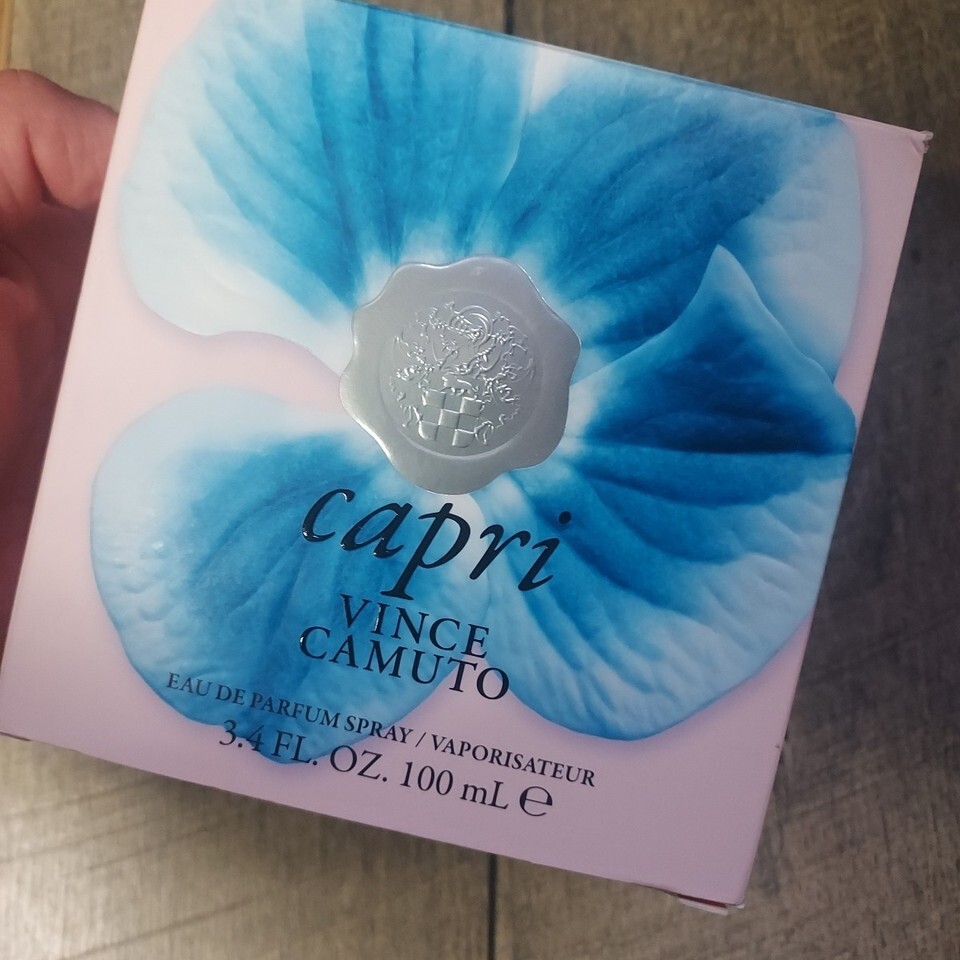 capri
VINCE
CAMUTO
EAU DE PARFUM SPRAY / VAPORISATEUR
3.4 FL. OZ. 100 mL ℮